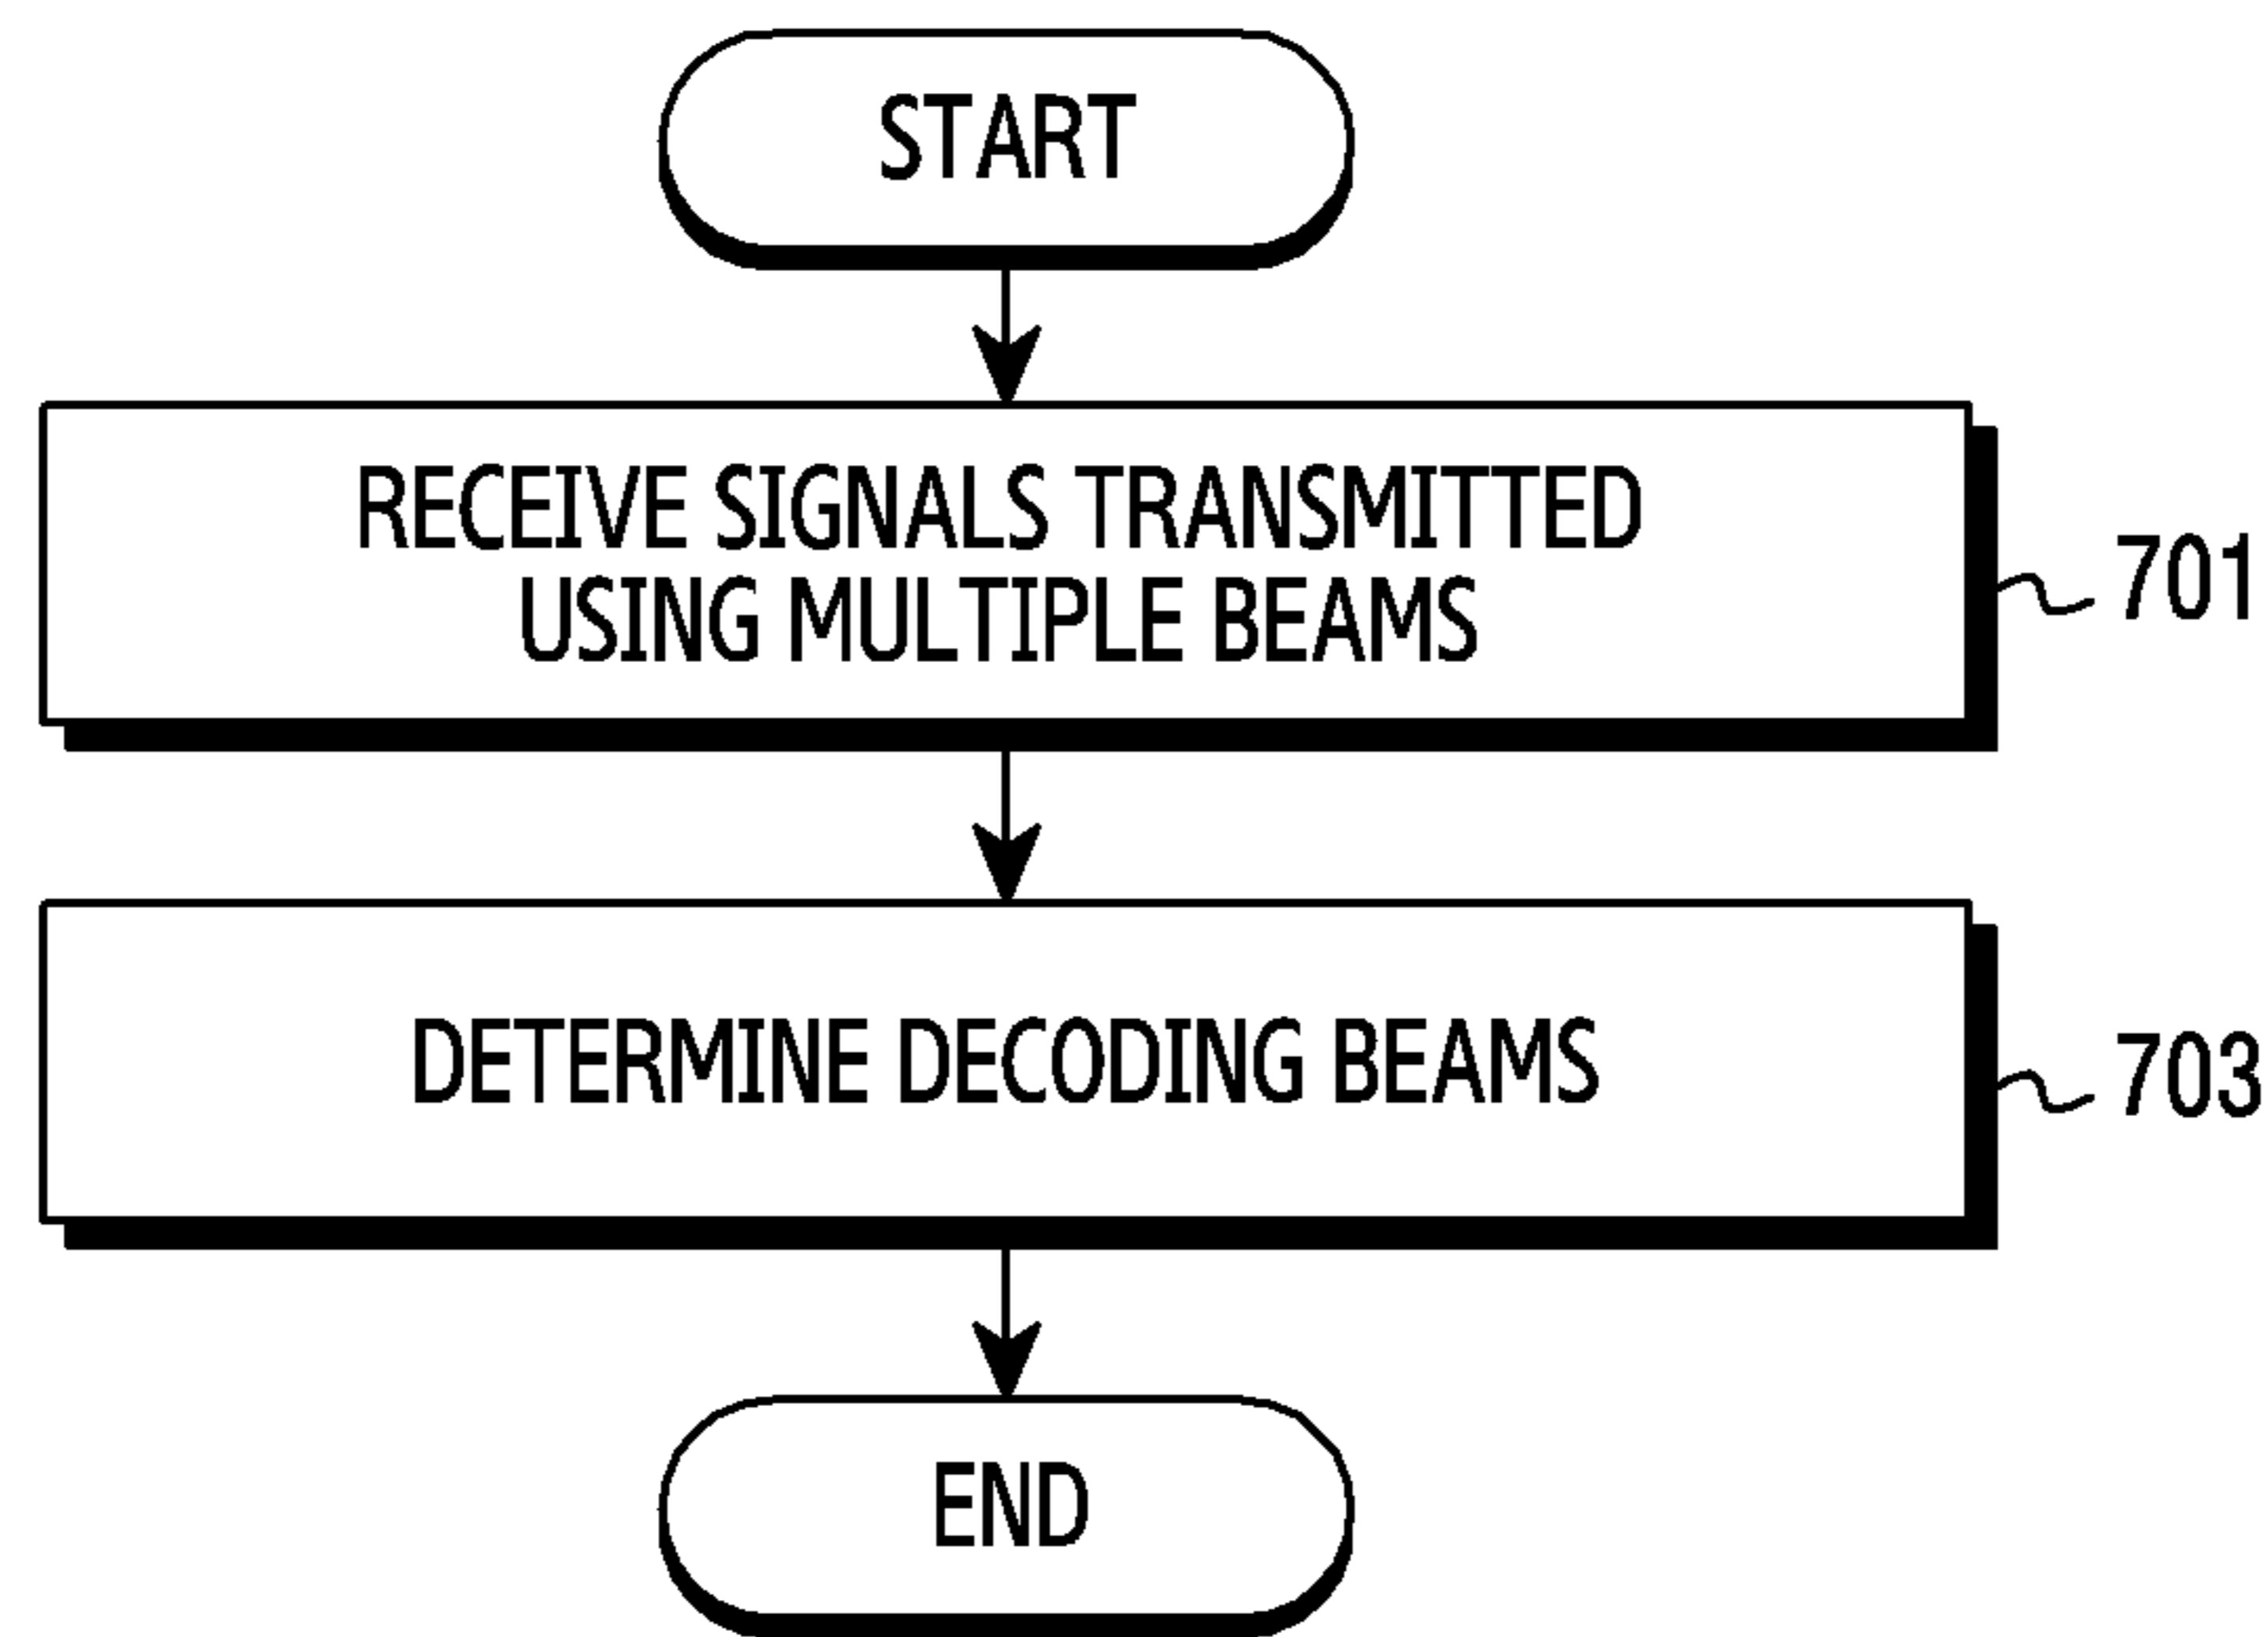 START
RECEIVE SIGNALS TRANSMITTED
USING MULTIPLE BEAMS
701
DETERMINE DECODING BEAMS
703
END